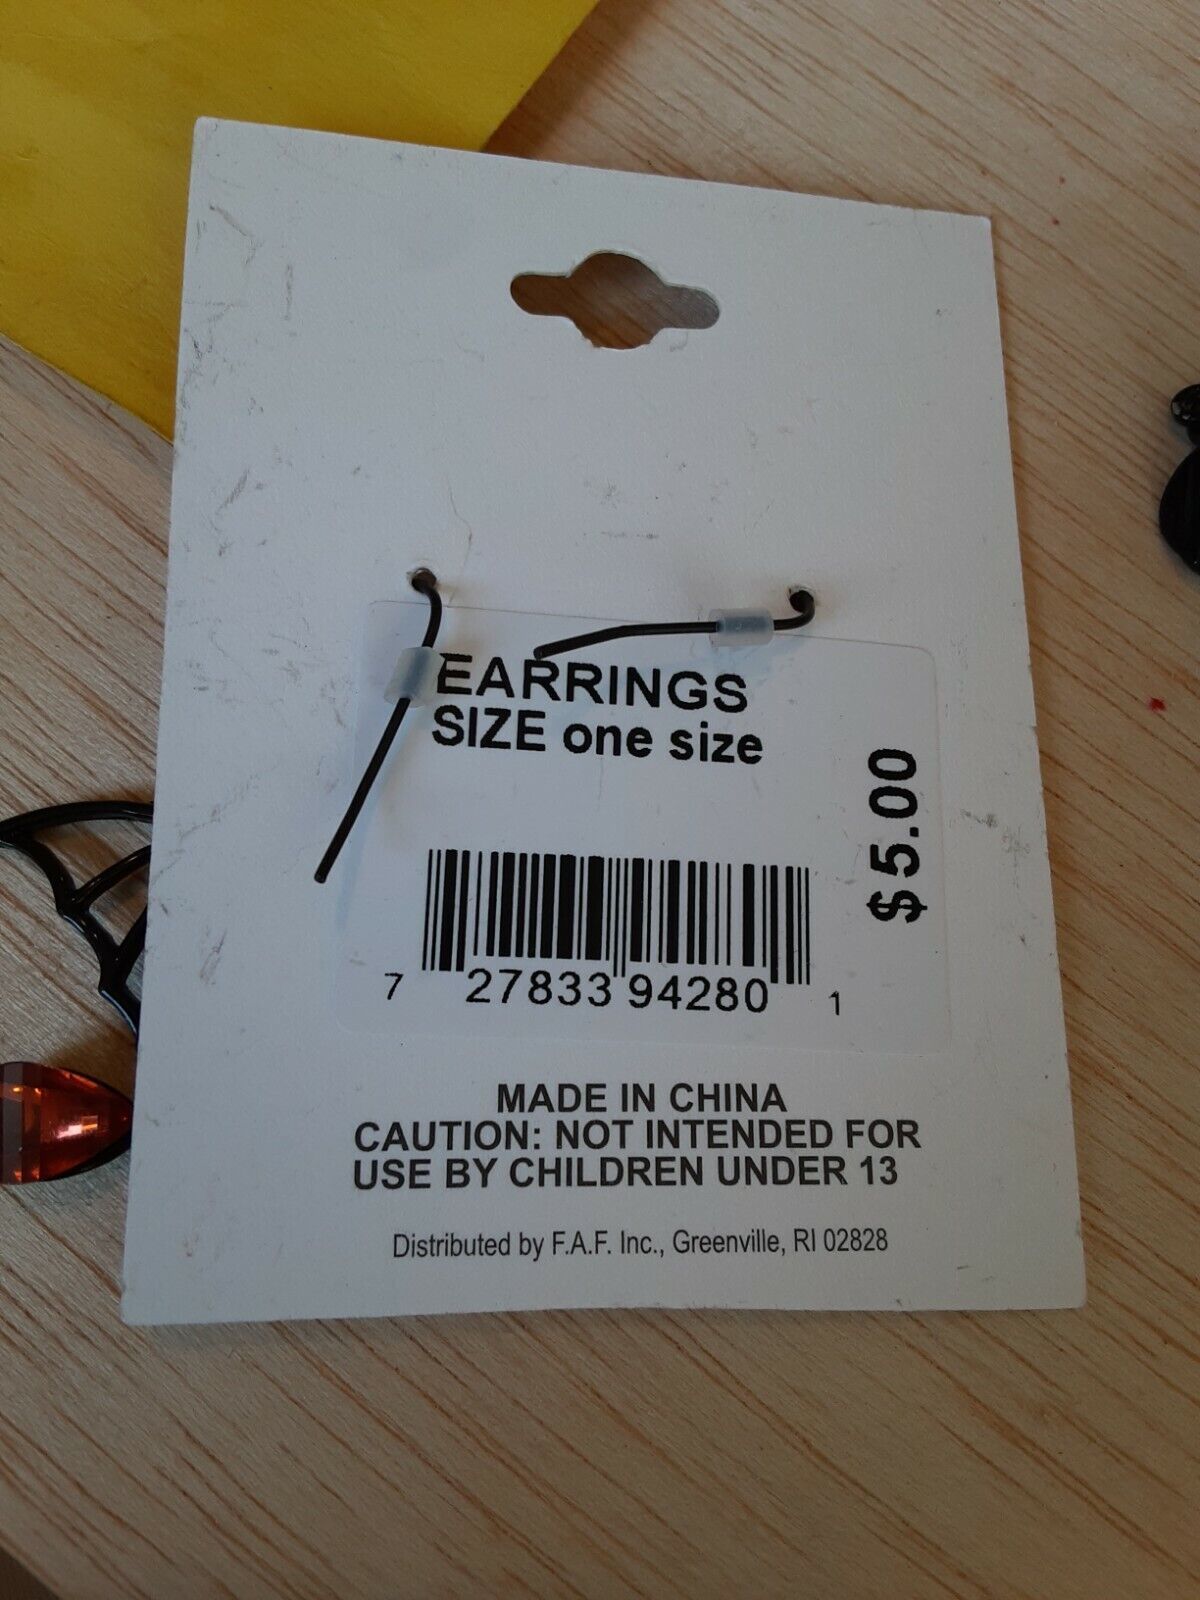 EARRINGS
SIZE one size
$5.00
7 27833 94280 1
MADE IN CHINA
CAUTION: NOT INTENDED FOR
USE BY CHILDREN UNDER 13
Distributed by F.A.F. Inc., Greenville, RI 02828